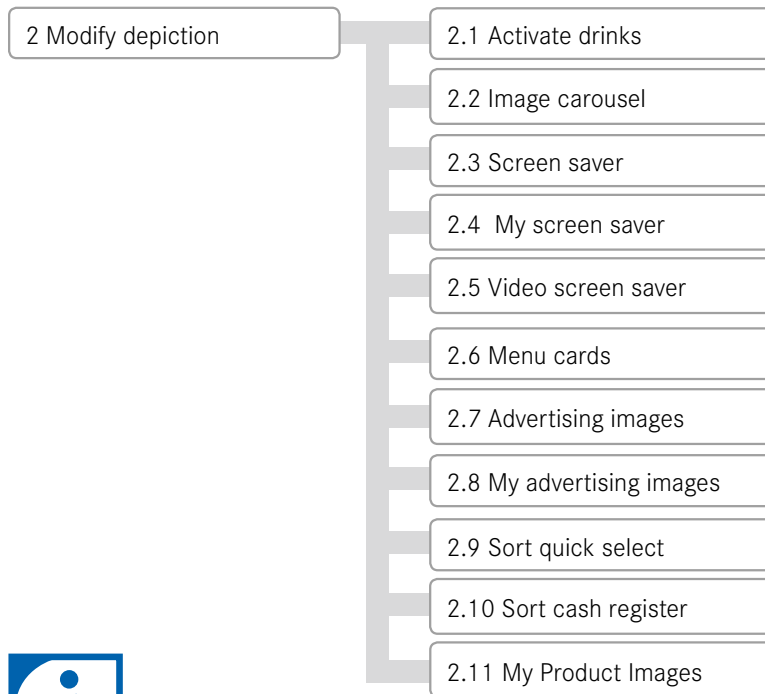 2 Modify depiction
2.1 Activate drinks
2.2 Image carousel
2.3 Screen saver
2.4 My screen saver
2.5 Video screen saver
2.6 Menu cards
2.7 Advertising images
2.8 My advertising images
2.9 Sort quick select
2.10 Sort cash register
2.11 My Product Images